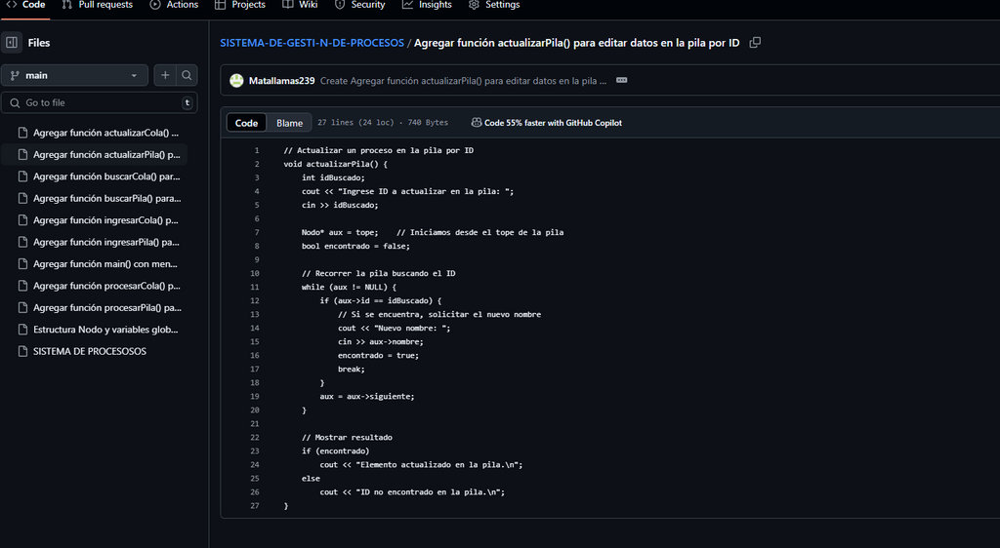 Code Pull requests Actions Projects Wiki Security Insights Settings
Files
main
Go to file t
Agregar función actualizarCola() ...
Agregar función actualizarPila() p...
Agregar función buscarCola() par...
Agregar función buscarPila() para...
Agregar función ingresarCola() p...
Agregar función ingresarPila() pa...
Agregar función main() con men...
Agregar función procesarCola() p...
Agregar función procesarPila() pa...
Estructura Nodo y variables glob...
SISTEMA DE PROCESOSOS
SISTEMA-DE-GESTI-N-DE-PROCESOS / Agregar función actualizarPila() para editar datos en la pila por ID
Matallamas239 Create Agregar función actualizarPila() para editar datos en la pila ...
Code Blame 27 lines (24 loc) · 740 Bytes Code 55% faster with GitHub Copilot
1 // Actualizar un proceso en la pila por ID
2 void actualizarPila() {
3 int idBuscado;
4 cout << "Ingrese ID a actualizar en la pila: ";
5 cin >> idBuscado;
6
7 Nodo* aux = tope; // Iniciamos desde el tope de la pila
8 bool encontrado = false;
9
10 // Recorrer la pila buscando el ID
11 while (aux != NULL) {
12 if (aux->id == idBuscado) {
13 // Si se encuentra, solicitar el nuevo nombre
14 cout << "Nuevo nombre: ";
15 cin >> aux->nombre;
16 encontrado = true;
17 break;
18 }
19 aux = aux->siguiente;
20 }
21
22 // Mostrar resultado
23 if (encontrado)
24 cout << "Elemento actualizado en la pila.\n";
25 else
26 cout << "ID no encontrado en la pila.\n";
27 }